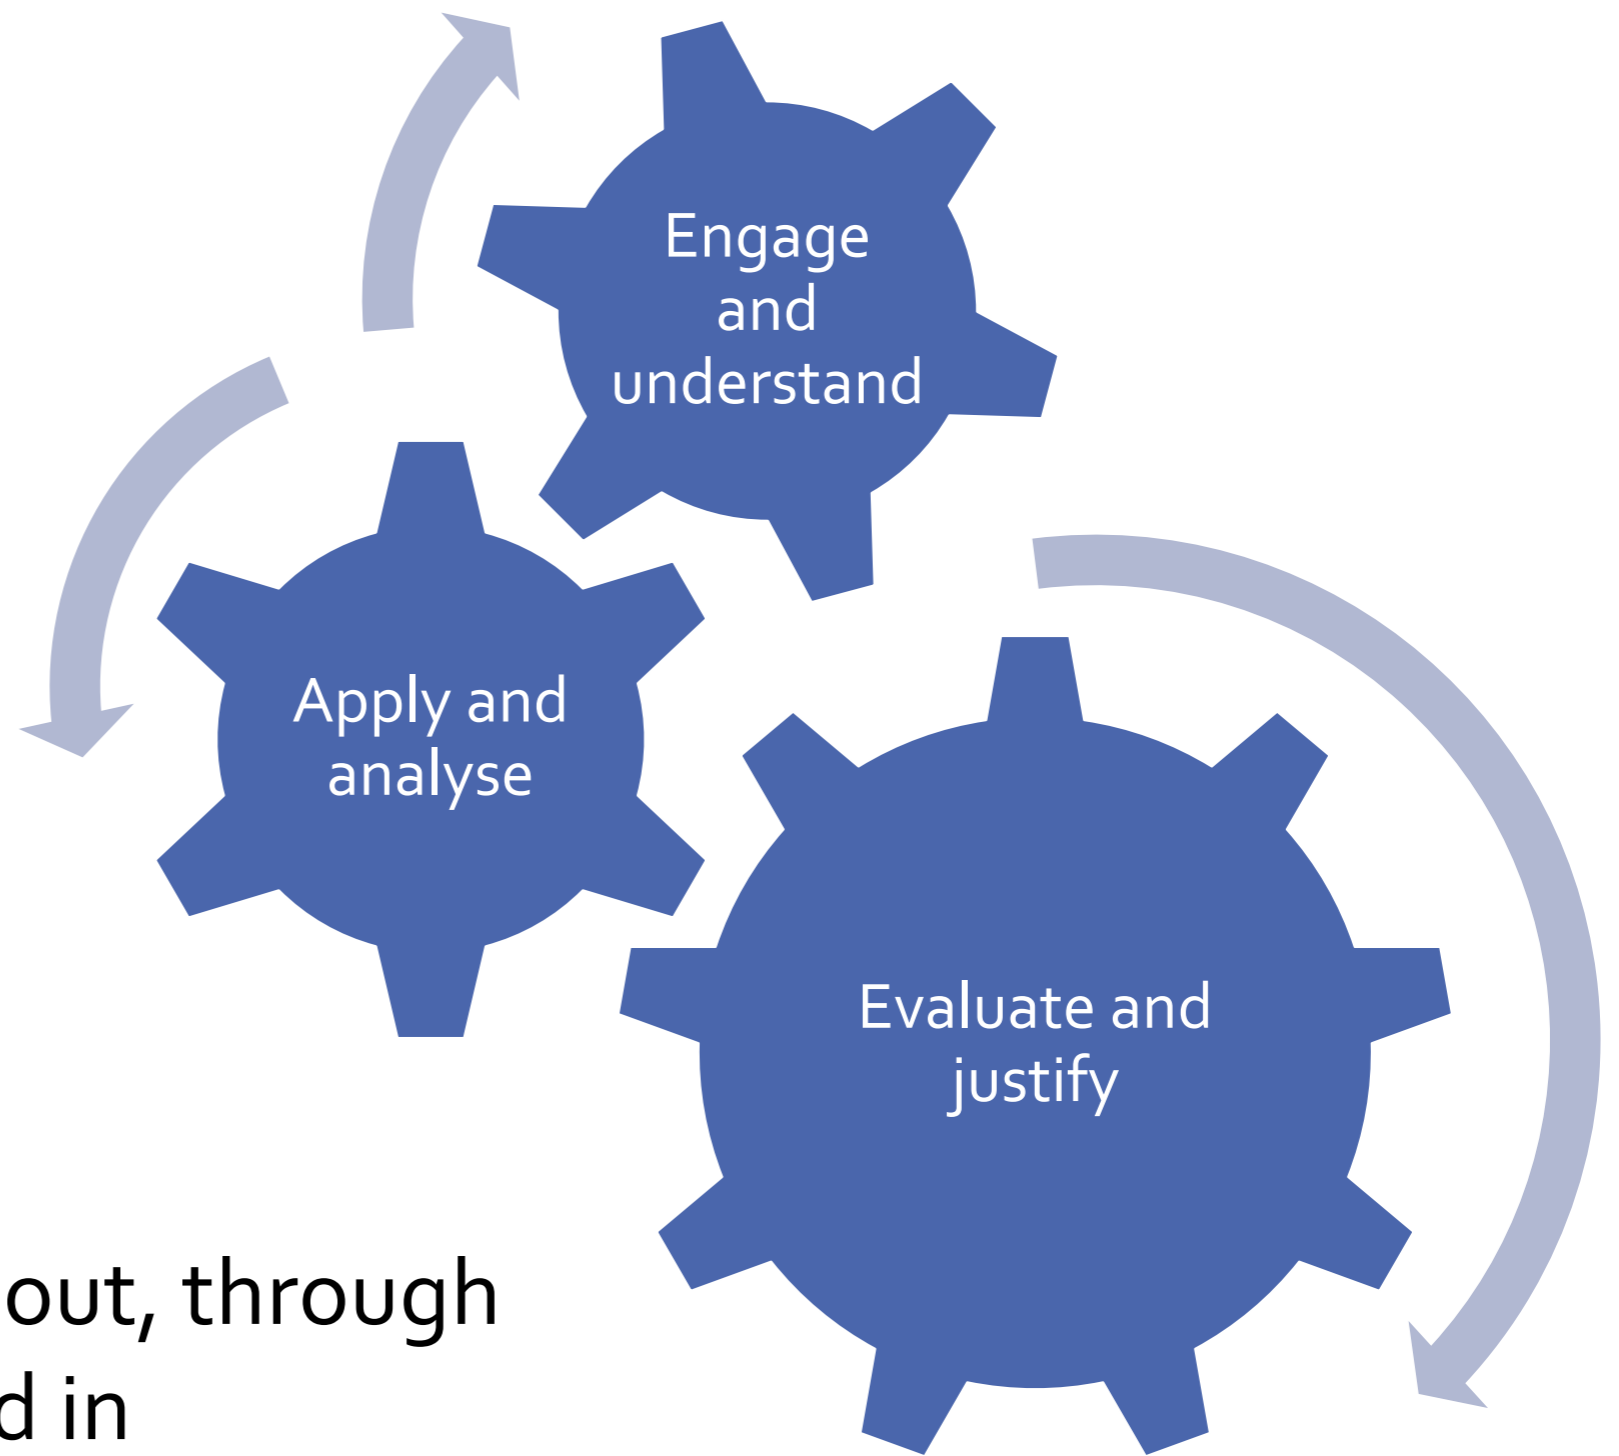 Engage
and
understand
Apply and
analyse
Evaluate and
justify
out, through
in